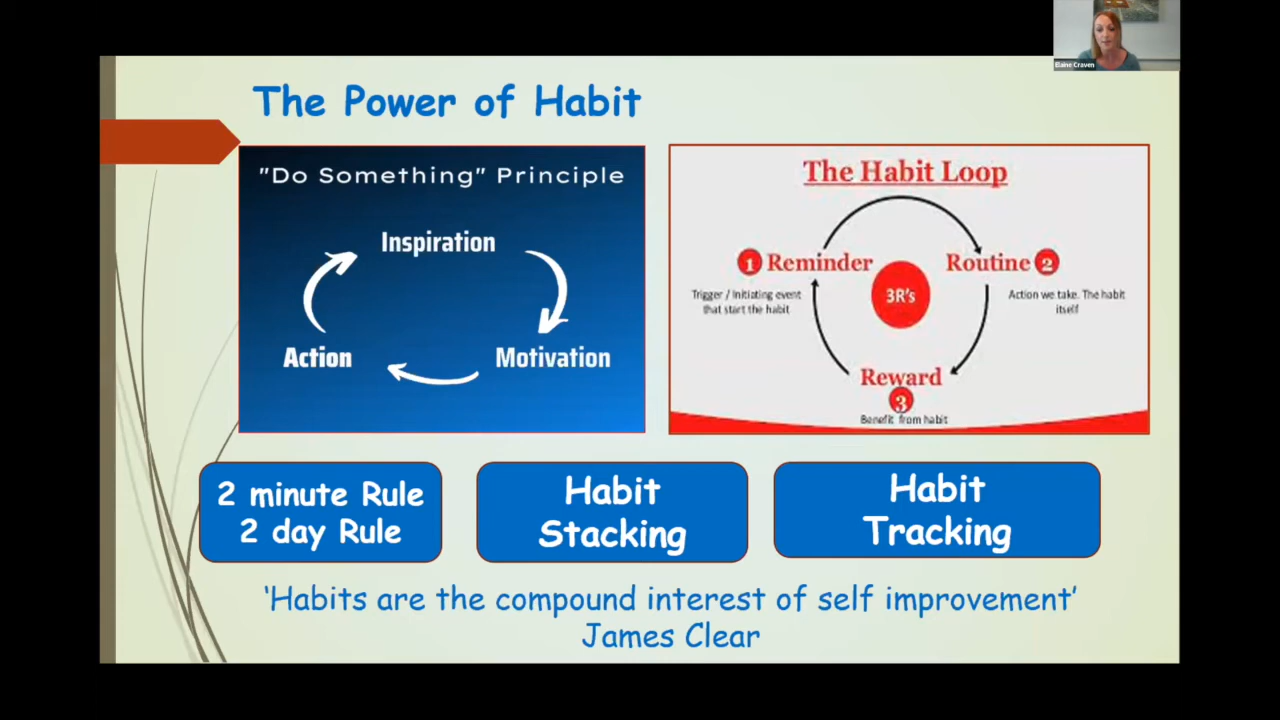 Elaine Craven
The Power of Habit
"Do Something" Principle
Inspiration
Action
Motivation
The Habit Loop
1 Reminder
Trigger / Initiating event
that start the habit
Routine 2
Action we take. The habit
itself
3R's
Reward
3
Benefit from habit
2 minute Rule
2 day Rule
Habit
Stacking
Habit
Tracking
‘Habits are the compound interest of self improvement’
James Clear